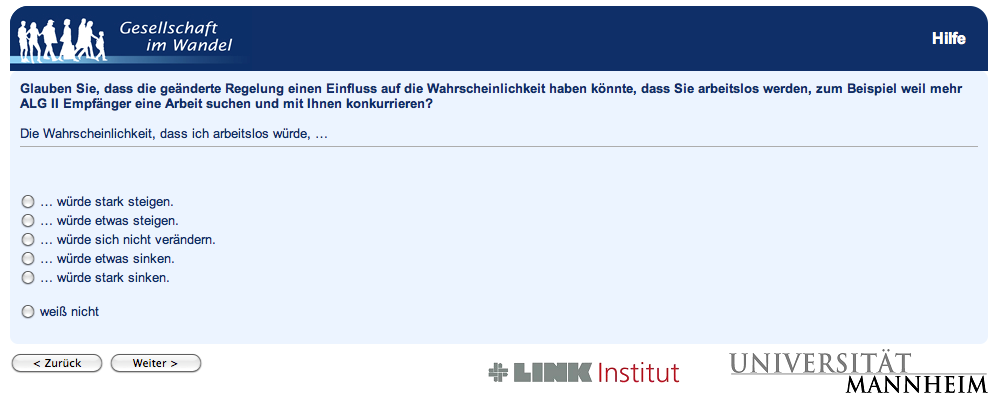 Gesellschaft
im Wandel
Hilfe
Glauben Sie, dass die geänderte Regelung einen Einfluss auf die Wahrscheinlichkeit haben könnte, dass Sie arbeitslos werden, zum Beispiel weil mehr
ALG II Empfänger eine Arbeit suchen und mit Ihnen konkurrieren?
Die Wahrscheinlichkeit, dass ich arbeitslos würde, …
… würde stark steigen.
… würde etwas steigen.
… würde sich nicht verändern.
… würde etwas sinken.
… würde stark sinken.
weiß nicht
< Zurück
Weiter >
LINK Institut
UNIVERSITÄT
MANNHEIM